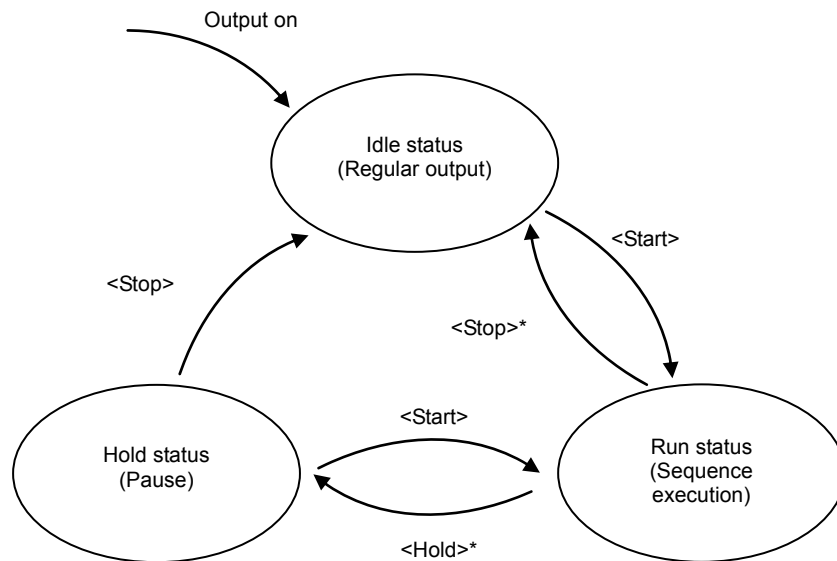 Output on
Idle status
(Regular output)
<Start>
<Stop>
<Stop>*
<Start>
Hold status
(Pause)
Run status
(Sequence
execution)
<Hold>*